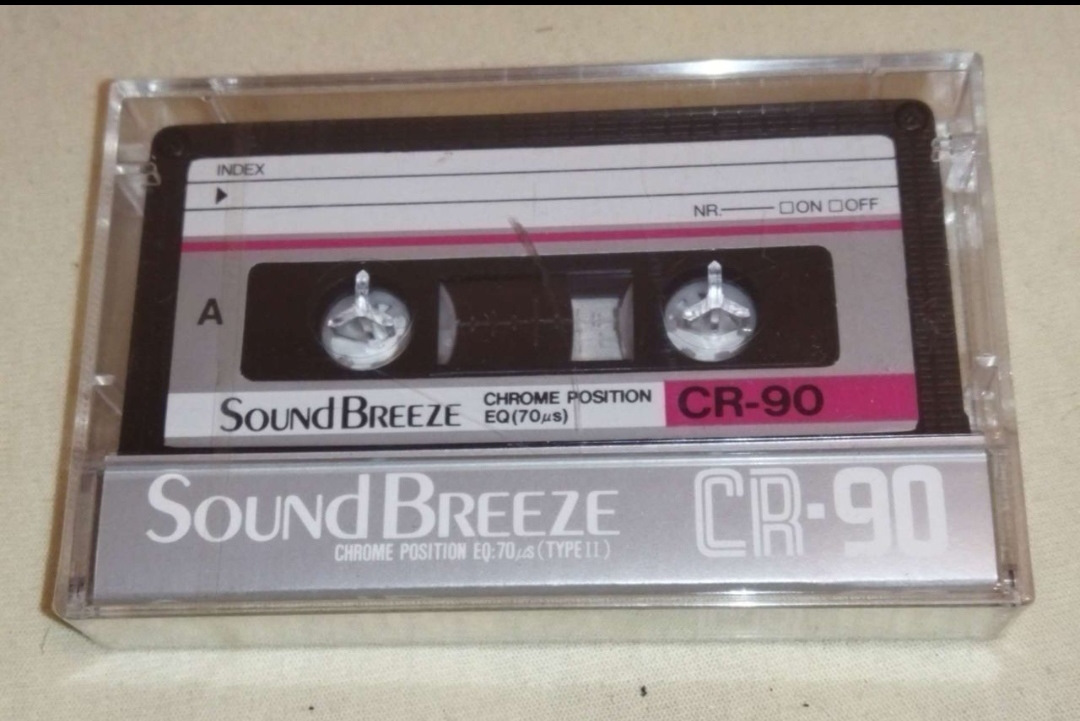 INDEX
NR. □ON □OFF
A
SOUND BREEZE
CHROME POSITION
EQ(70μs)
CR-90
SOUND BREEZE
CHROME POSITION EQ:70μs(TYPE II)
CR-90